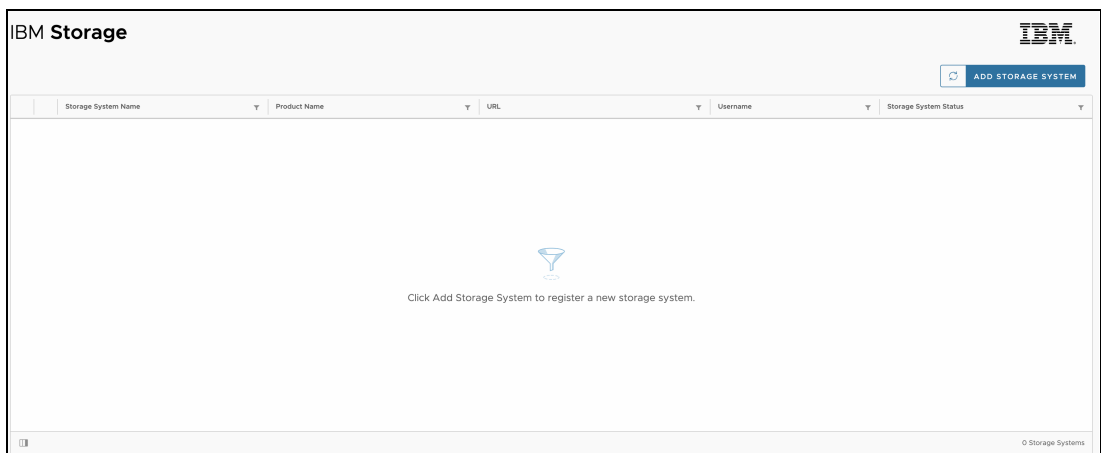 IBM Storage
IBM
ADD STORAGE SYSTEM
Storage System Name Product Name URL Username Storage System Status
Click Add Storage System to register a new storage system.
0 Storage Systems